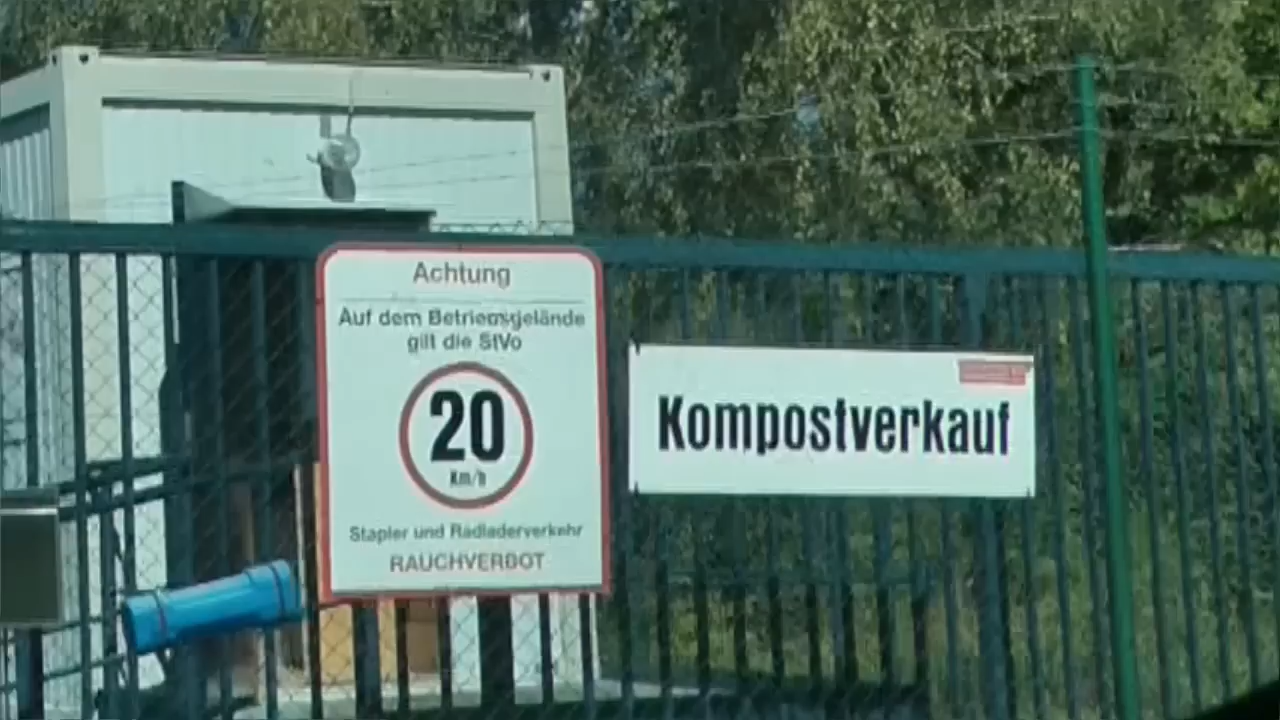 Achtung
Auf dem Betriebsgelände
gilt die StVo
20
Km/h
Stapler und Radladerverkehr
RAUCHVERBOT
Kompostverkauf